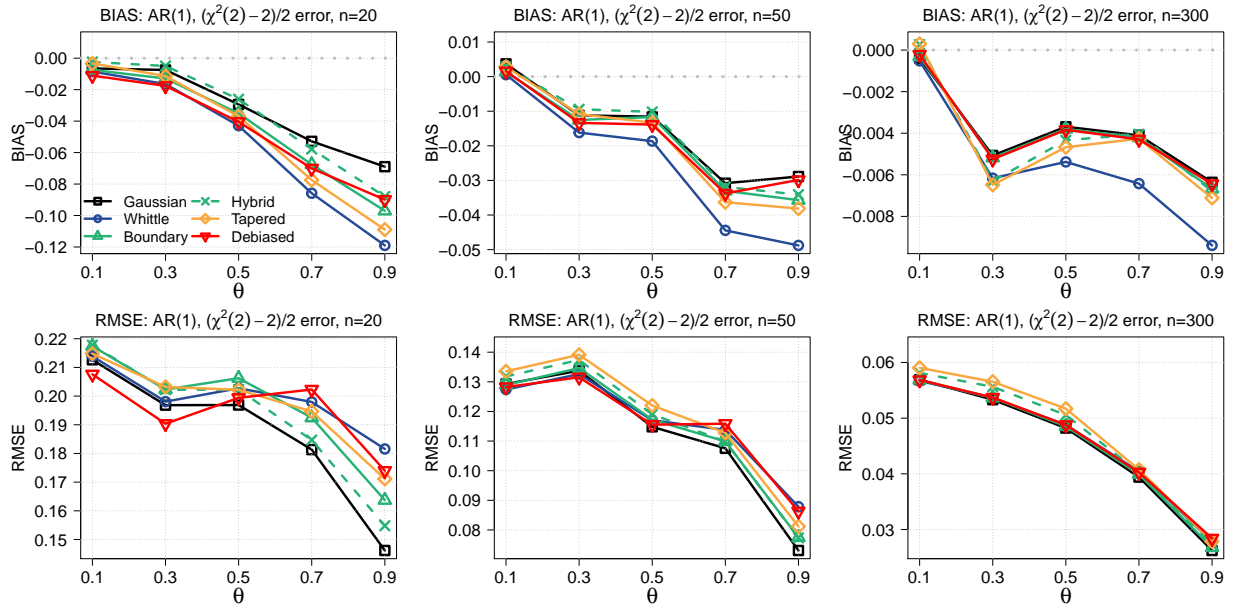 BIAS: AR(1), (χ²(2)−2)/2 error, n=20
BIAS
0.00
−0.02
−0.04
−0.06
−0.08
−0.10
−0.12
Gaussian
Whittle
Boundary
Hybrid
Tapered
Debiased
0.1 0.3 0.5 0.7 0.9
θ
BIAS: AR(1), (χ²(2)−2)/2 error, n=50
BIAS
0.01
0.00
−0.01
−0.02
−0.03
−0.04
−0.05
0.1 0.3 0.5 0.7 0.9
θ
BIAS: AR(1), (χ²(2)−2)/2 error, n=300
BIAS
0.000
−0.002
−0.004
−0.006
−0.008
0.1 0.3 0.5 0.7 0.9
θ
RMSE: AR(1), (χ²(2)−2)/2 error, n=20
RMSE
0.22
0.21
0.20
0.19
0.18
0.17
0.16
0.15
0.1 0.3 0.5 0.7 0.9
θ
RMSE: AR(1), (χ²(2)−2)/2 error, n=50
RMSE
0.14
0.13
0.12
0.11
0.10
0.09
0.08
0.1 0.3 0.5 0.7 0.9
θ
RMSE: AR(1), (χ²(2)−2)/2 error, n=300
RMSE
0.06
0.05
0.04
0.03
0.1 0.3 0.5 0.7 0.9
θ